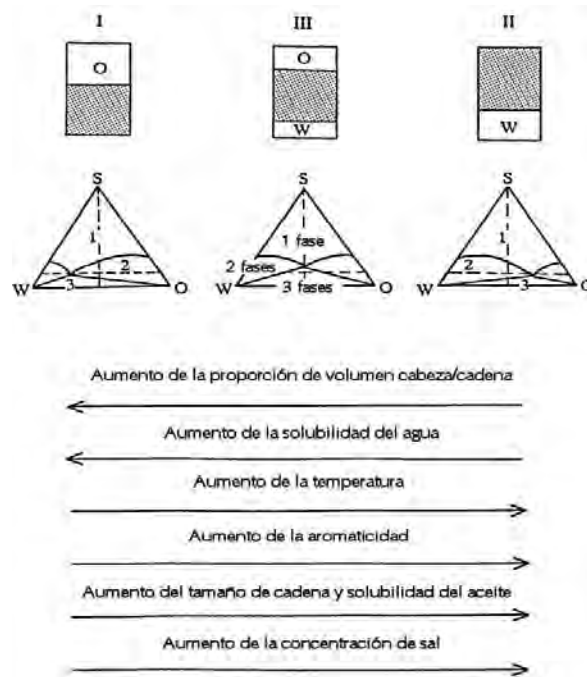 I III II
O O
W W
S S S
1 1 fase 1
2 2 fases 2
W 3 O W 3 fases O W 3 O
Aumento de la proporción de volumen cabeza/cadena
Aumento de la solubilidad del agua
Aumento de la temperatura
Aumento de la aromaticidad
Aumento del tamaño de cadena y solubilidad del aceite
Aumento de la concentración de sal